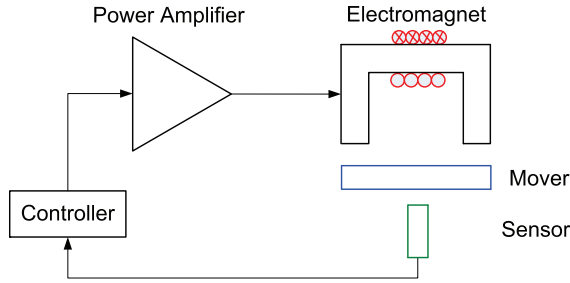 Power Amplifier
Electromagnet
Mover
Controller
Sensor